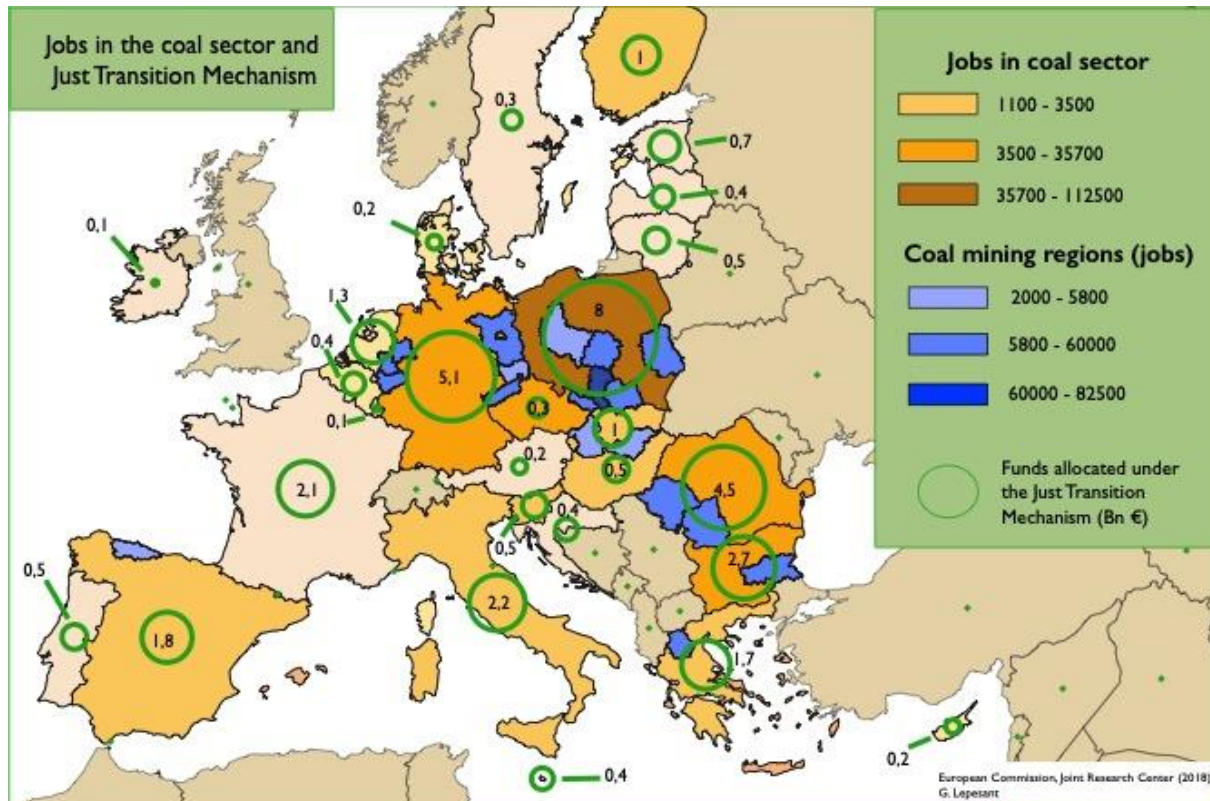 Jobs in the coal sector and
Just Transition Mechanism
Jobs in coal sector
1100 - 3500
3500 - 35700
35700 - 112500
Coal mining regions (jobs)
2000 - 5800
5800 - 60000
60000 - 82500
Funds allocated under
the Just Transition
Mechanism (Bn €)
1
0,3
0,7
0,4
0,2
0,5
0,1
1,3
8
0,4
5,1
0,3
0,1
1
0,2
0,5
2,1
4,5
0,4
0,5
2,7
0,5
2,2
1,8
1,7
0,2
0,4
European Commission, Joint Research Center (2018)
G. Lepesant